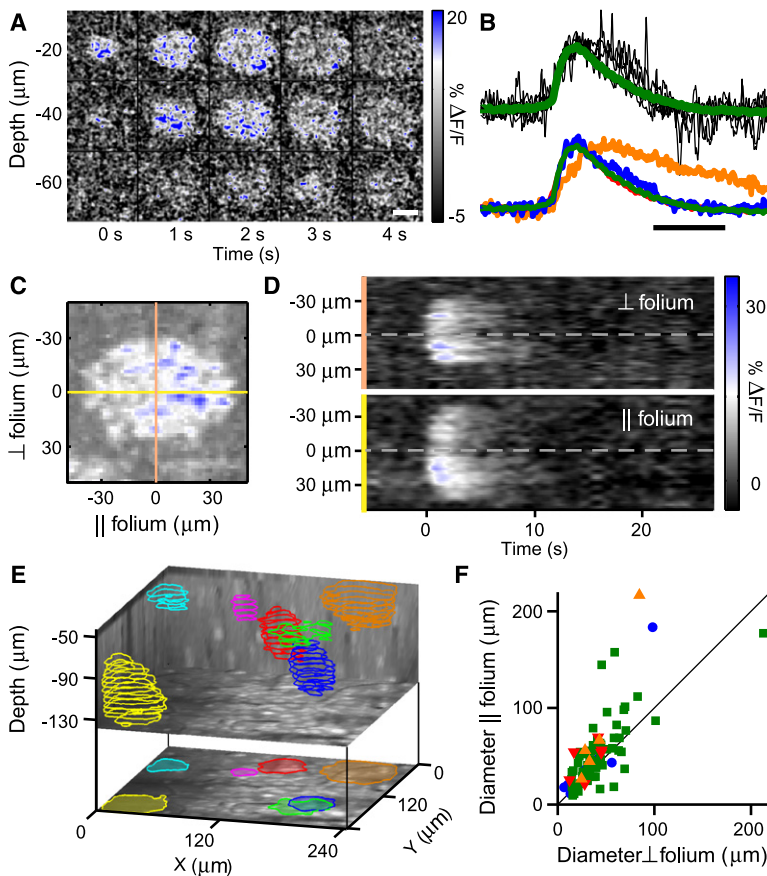 A
Depth (μm)
-20
-40
-60
0 s
1 s
2 s
3 s
4 s
Time (s)
20
% ΔF/F
-5
B
C
⊥ folium (μm)
-30
0
30
-30
0
30
|| folium (μm)
D
-30 μm
0 μm
30 μm
⊥ folium
-30 μm
0 μm
30 μm
|| folium
0
10
20
Time (s)
30
% ΔF/F
0
E
Depth (μm)
-50
-90
-130
0
120
240
X
(μm)
0
120
Y (μm)
F
Diameter || folium (μm)
200
100
0
0
100
200
Diameter⊥folium (μm)